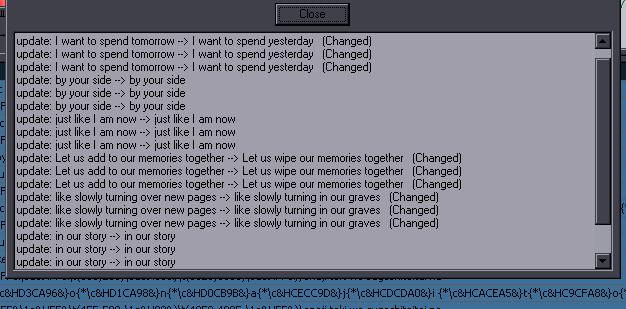 Close
update: I want to spend tomorrow --> I want to spend yesterday (Changed)
update: I want to spend tomorrow --> I want to spend yesterday (Changed)
update: I want to spend tomorrow --> I want to spend yesterday (Changed)
update: by your side --> by your side
update: by your side --> by your side
update: by your side --> by your side
update: just like I am now --> just like I am now
update: just like I am now --> just like I am now
update: just like I am now --> just like I am now
update: Let us add to our memories together --> Let us wipe our memories together (Changed)
update: Let us add to our memories together --> Let us wipe our memories together (Changed)
update: Let us add to our memories together --> Let us wipe our memories together (Changed)
update: like slowly turning over new pages --> like slowly turning in our graves (Changed)
update: like slowly turning over new pages --> like slowly turning in our graves (Changed)
update: like slowly turning over new pages --> like slowly turning in our graves (Changed)
update: in our story --> in our story
update: in our story --> in our story
update: in our story --> in our story
c&HD3CA96&}o{*\c&HD1CA98&}n{*\c&HD0CB9B&}a{*\c&HCECC9D&}j{*\c&HCDCDA0&}i {*\c&HACAEA5&}t{*\c&HC9CFA8&}o{*